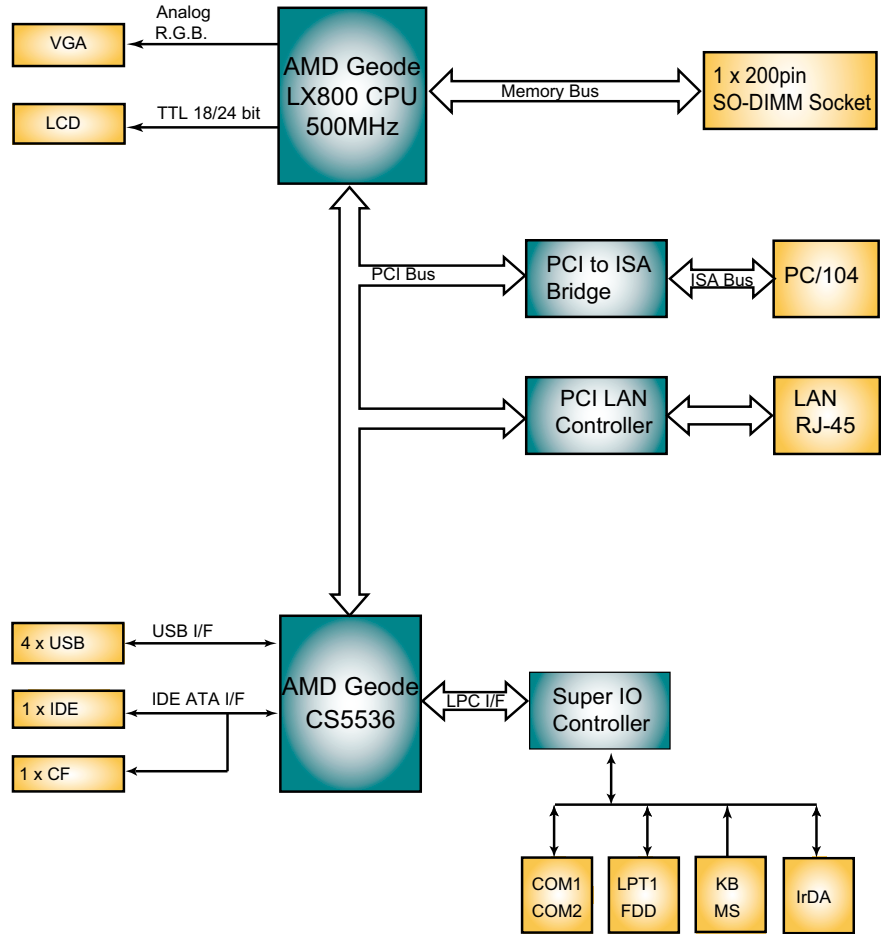 Analog
R.G.B.
VGA
TTL 18/24 bit
LCD
AMD Geode
LX800 CPU
500MHz
Memory Bus
1 x 200pin
SO-DIMM Socket
PCI Bus
PCI to ISA
Bridge
ISA Bus
PC/104
PCI LAN
Controller
LAN
RJ-45
4 x USB
USB I/F
1 x IDE
IDE ATA I/F
1 x CF
AMD Geode
CS5536
LPC I/F
Super IO
Controller
COM1
COM2
LPT1
FDD
KB
MS
IrDA